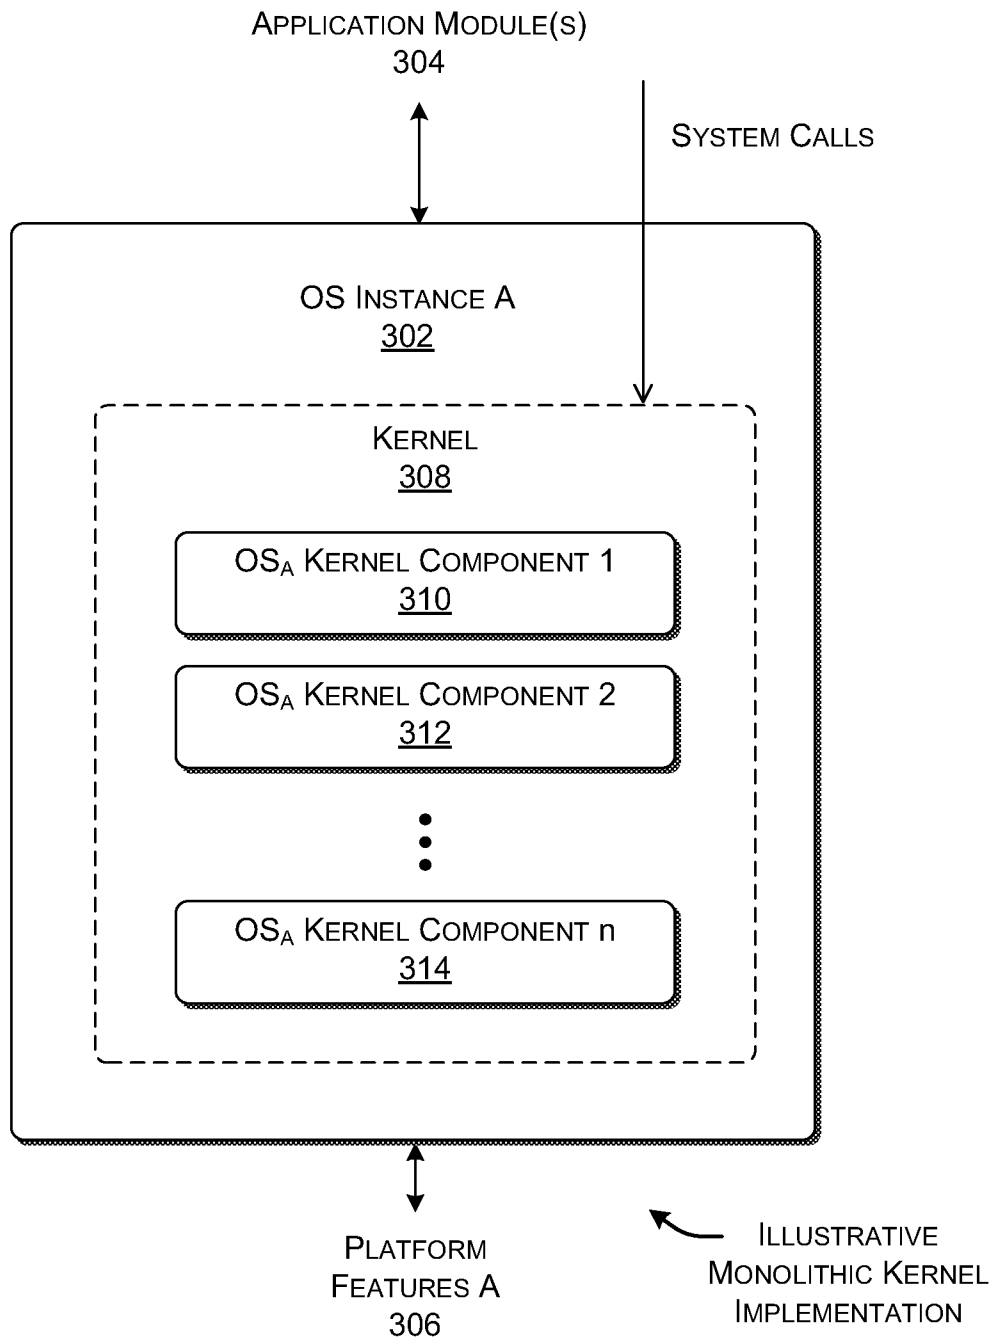 APPLICATION MODULE(S)
304
SYSTEM CALLS
OS INSTANCE A
302
KERNEL
308
OSA KERNEL COMPONENT 1
310
OSA KERNEL COMPONENT 2
312
OSA KERNEL COMPONENT n
314
PLATFORM
FEATURES A
306
ILLUSTRATIVE
MONOLITHIC KERNEL
IMPLEMENTATION